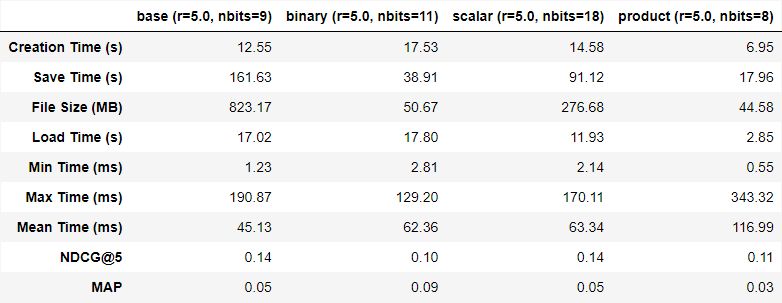 base (r=5.0, nbits=9) binary (r=5.0, nbits=11) scalar (r=5.0, nbits=18) product (r=5.0, nbits=8)
Creation Time (s) 12.55 17.53 14.58 6.95
Save Time (s) 161.63 38.91 91.12 17.96
File Size (MB) 823.17 50.67 276.68 44.58
Load Time (s) 17.02 17.80 11.93 2.85
Min Time (ms) 1.23 2.81 2.14 0.55
Max Time (ms) 190.87 129.20 170.11 343.32
Mean Time (ms) 45.13 62.36 63.34 116.99
NDCG@5 0.14 0.10 0.14 0.11
MAP 0.05 0.09 0.05 0.03